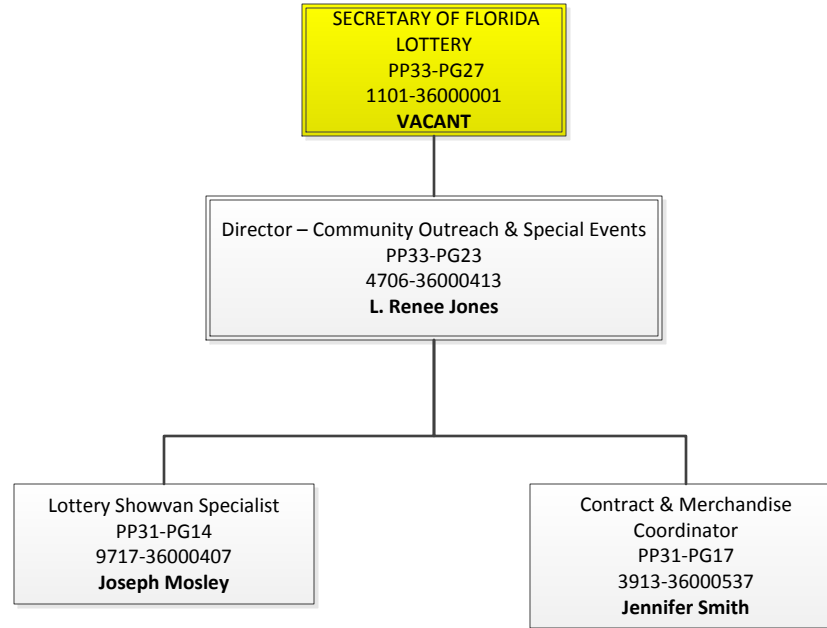 SECRETARY OF FLORIDA
LOTTERY
PP33-PG27
1101-36000001
VACANT
Director – Community Outreach & Special Events
PP33-PG23
4706-36000413
L. Renee Jones
Lottery Showvan Specialist
PP31-PG14
9717-36000407
Joseph Mosley
Contract & Merchandise
Coordinator
PP31-PG17
3913-36000537
Jennifer Smith